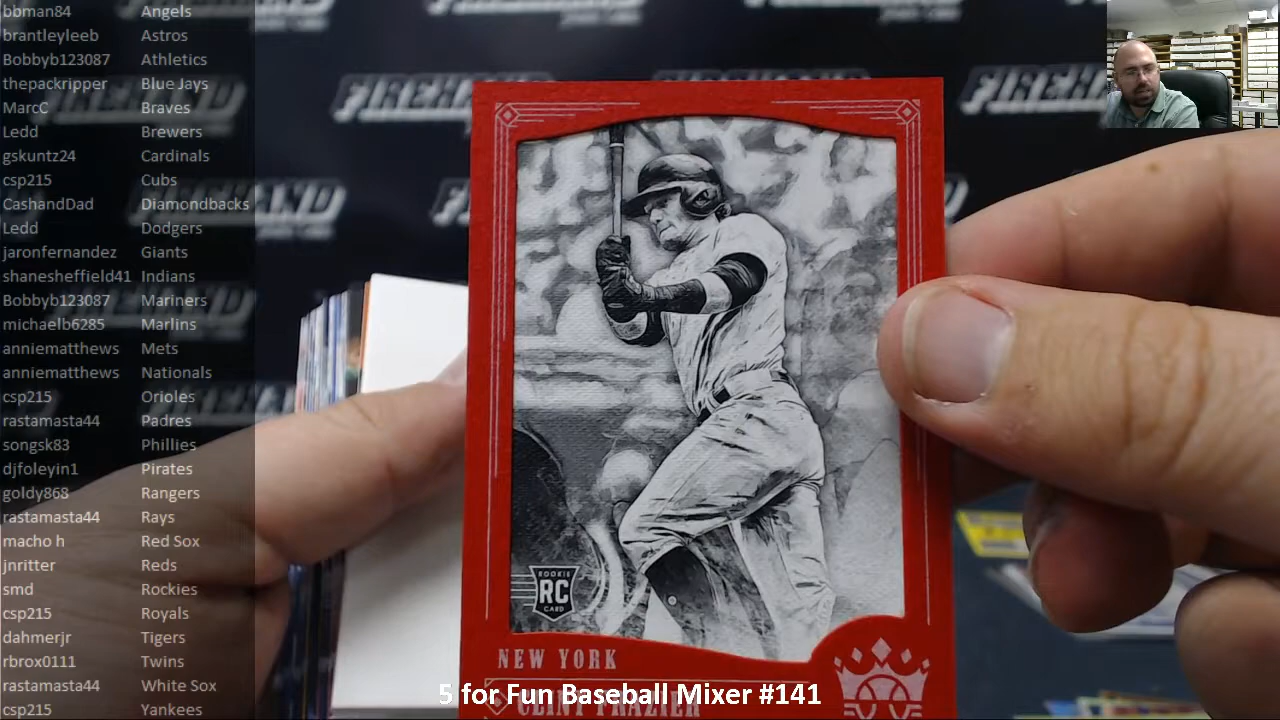 bbman84 Angels
brantleyleeb Astros
Bobbyb123087 Athletics
thepackripper Blue Jays
MarcC Braves
Ledd Brewers
gskuntz24 Cardinals
csp215 Cubs
CashandDad Diamondbacks
Ledd Dodgers
jaronfernandez Giants
shanesheffield41 Indians
Bobbyb123087 Mariners
michaelb6285 Marlins
anniematthews Mets
anniematthews Nationals
csp215 Orioles
rastamasta44 Padres
songsk83 Phillies
djfoleyin1 Pirates
goldy868 Rangers
rastamasta44 Rays
macho h Red Sox
jnritter Reds
smd Rockies
csp215 Royals
dahmerjr Tigers
rbrox0111 Twins
rastamasta44 White Sox
csp215 Yankees
FIREHAND
ROOKIE
RC
CARD
NEW YORK
CLINT FRAZIER
5 for Fun Baseball Mixer #141